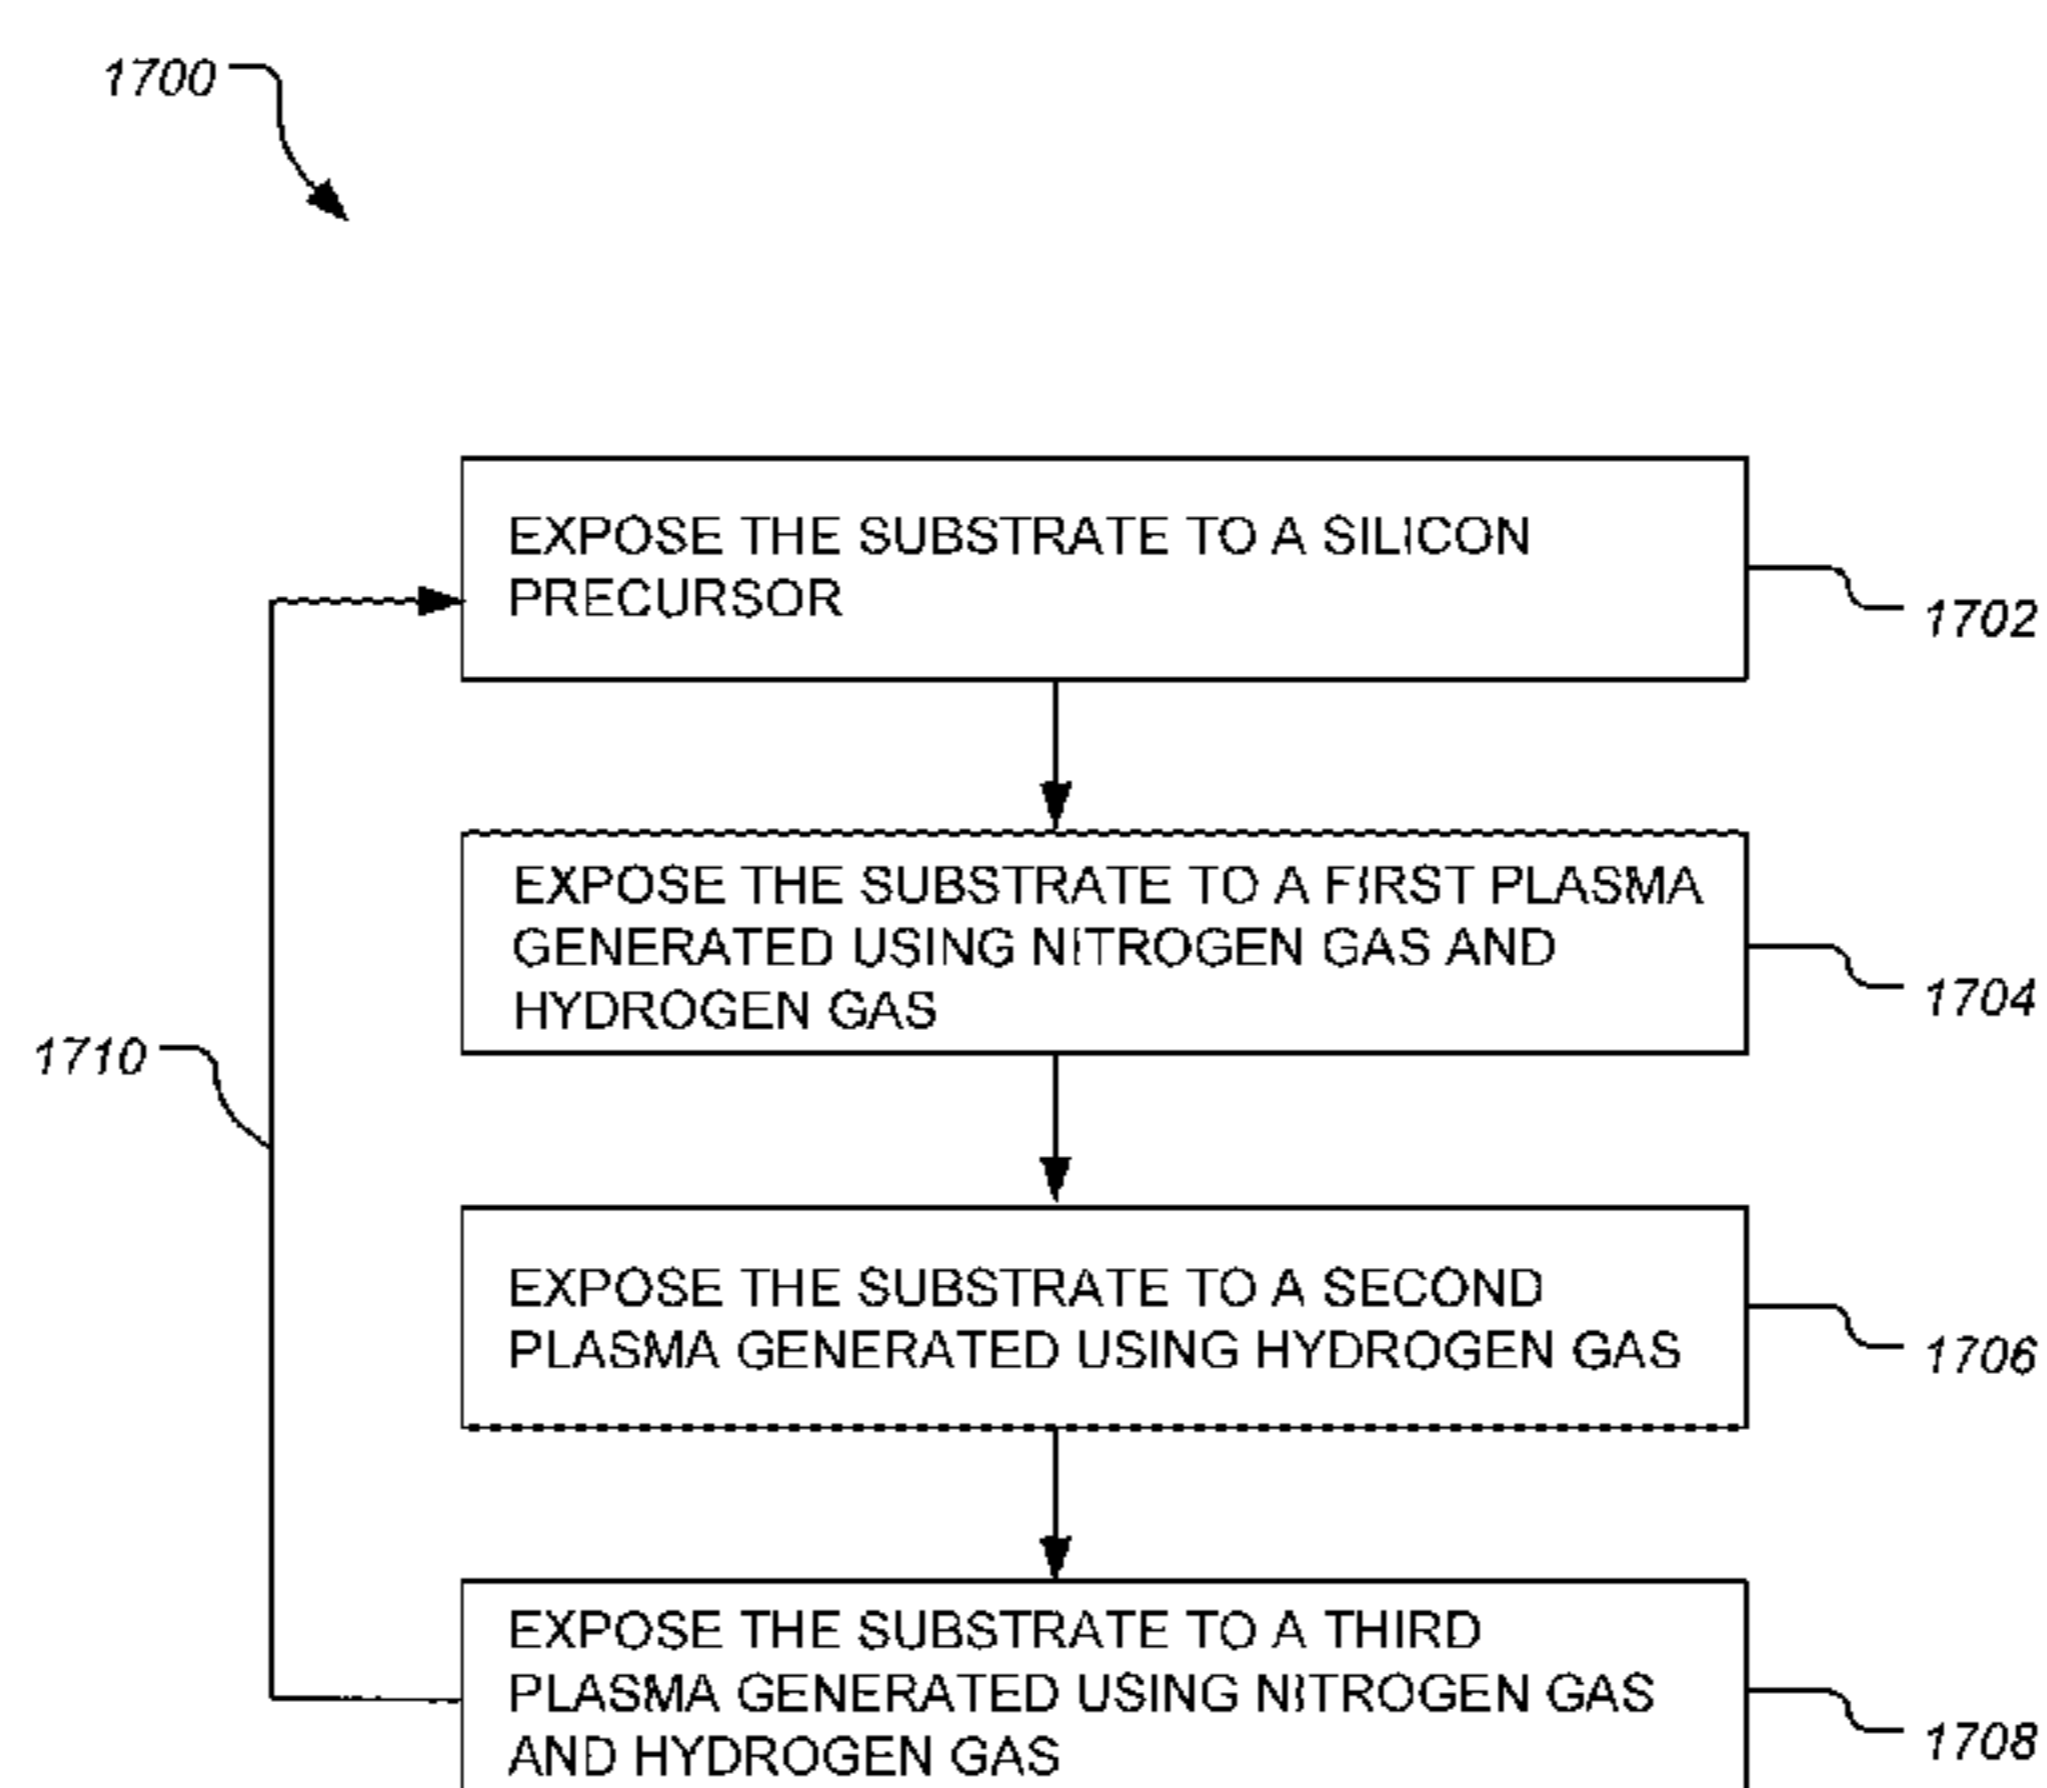 1700
EXPOSE THE SUBSTRATE TO A SILICON
PRECURSOR
1702
EXPOSE THE SUBSTRATE TO A FIRST PLASMA
GENERATED USING NITROGEN GAS AND
HYDROGEN GAS
1704
1710
EXPOSE THE SUBSTRATE TO A SECOND
PLASMA GENERATED USING HYDROGEN GAS
1706
EXPOSE THE SUBSTRATE TO A THIRD
PLASMA GENERATED USING NITROGEN GAS
AND HYDROGEN GAS
1708